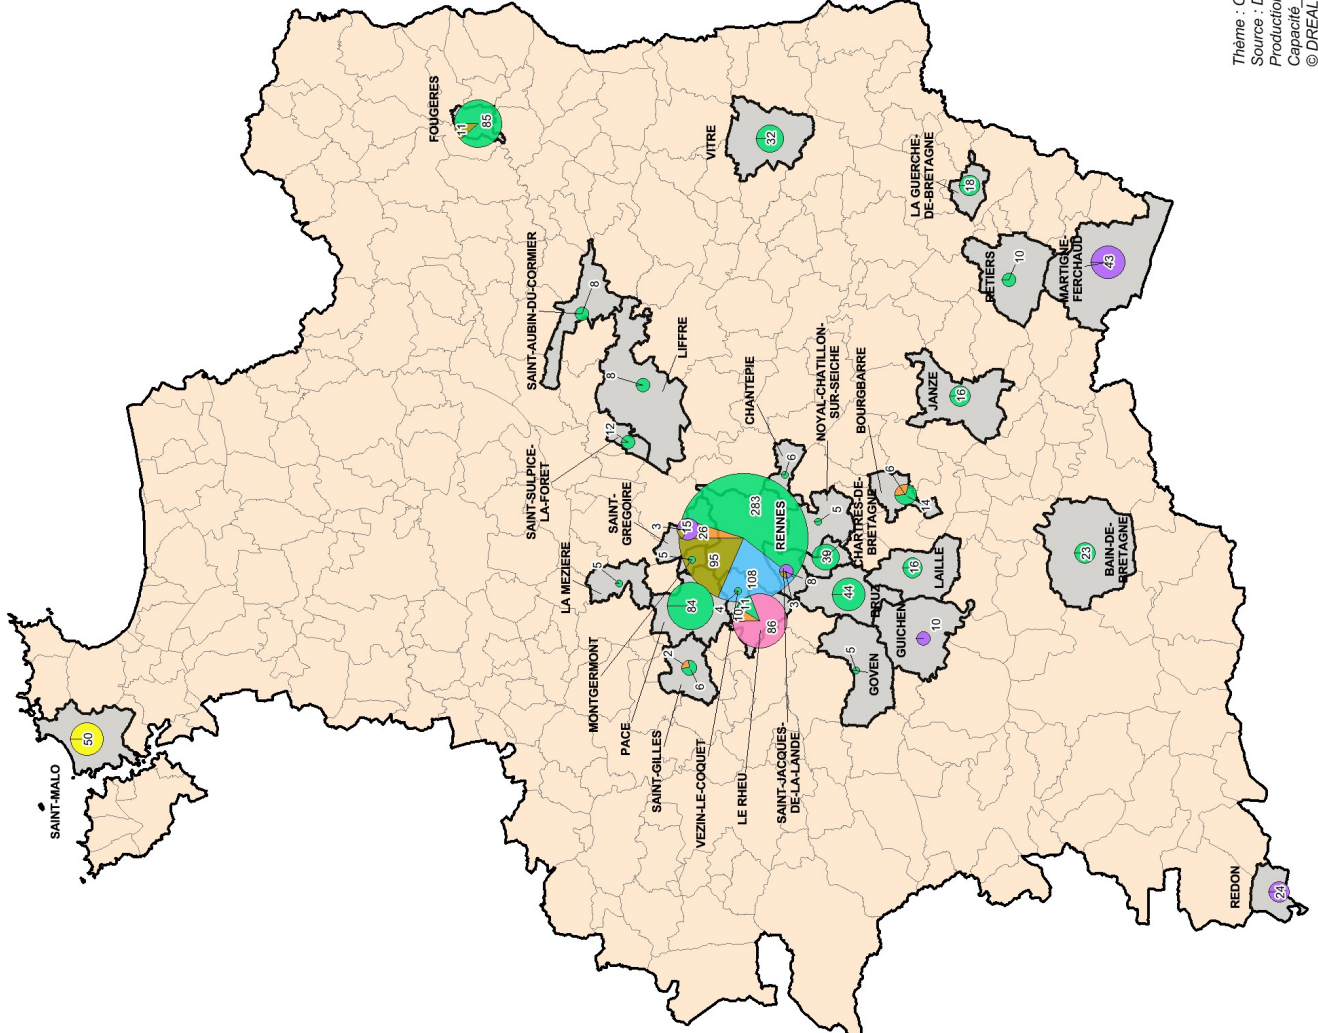 Thème : C
Source : D
Production
Capacité_
© DREAL
SAINT-MALO
50
FOUGERES
11
85
VITRE
32
LA GUERCHE-
DE-BRETAGNE
18
RETIERS
10
MARTIGNE-
FERCHAUD
43
SAINT-AUBIN-DU-CORMIER
8
LIFFRE
8
SAINT-SULPICE-
LA-FORET
12
SAINT-
GREGOIRE
3
15
LA MEZIERE
5
MONTGERMONT
5
PACE
84
SAINT-GILLES
2
6
VEZIN-LE-COQUET
4
LE RHEU
10
11
86
SAINT-JACQUES-
DE-LA-LANDE
8
3
RENNES
283
26
95
108
CHANTEPIE
6
NOYAL-CHATILLON-
SUR-SEICHE
5
BOURGBARRE
6
14
CHARTRES-DE-
BRETAGNE
39
JANZE
16
BRUZ
44
LAILLE
16
GUICHEN
10
GOVEN
5
BAIN-DE-
BRETAGNE
23
REDON
24